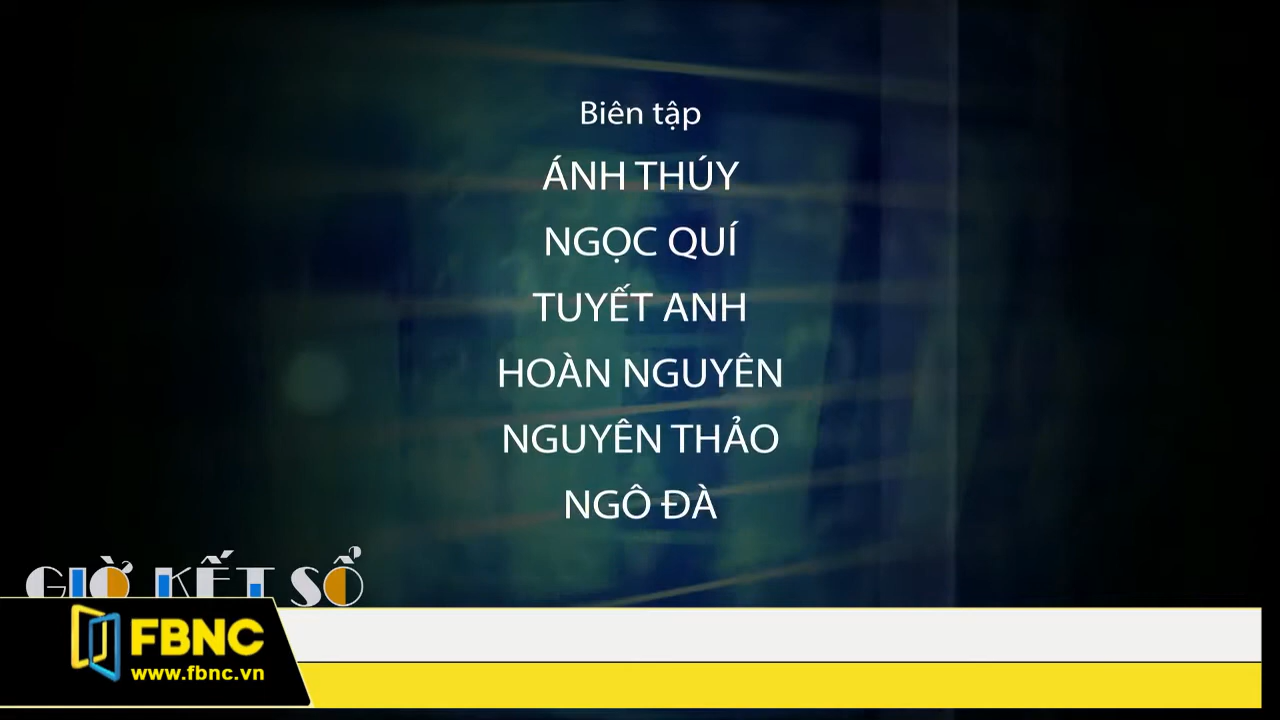 Biên tập
ÁNH THÚY
NGỌC QUÍ
TUYẾT ANH
HOÀN NGUYÊN
NGUYÊN THẢO
NGÔ ĐÀ
GIỜ KẾT SỔ
FBNC
www.fbnc.vn